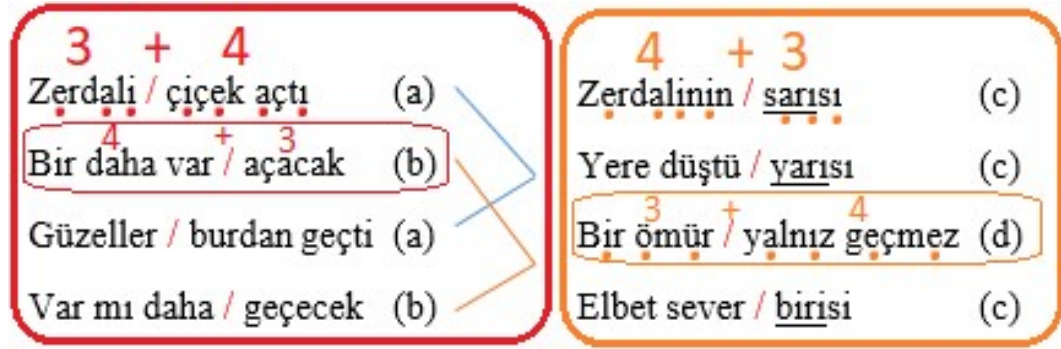 3 + 4
Zerdali / çiçek açtı (a)
4 + 3
Bir daha var / açacak (b)
Güzeller / burdan geçti (a)
Var mı daha / geçecek (b)
4 + 3
Zerdalinin / sarısı (c)
Yere düştü / yarısı (c)
3 + 4
Bir ömür / yalnız geçmez (d)
Elbet sever / birisi (c)